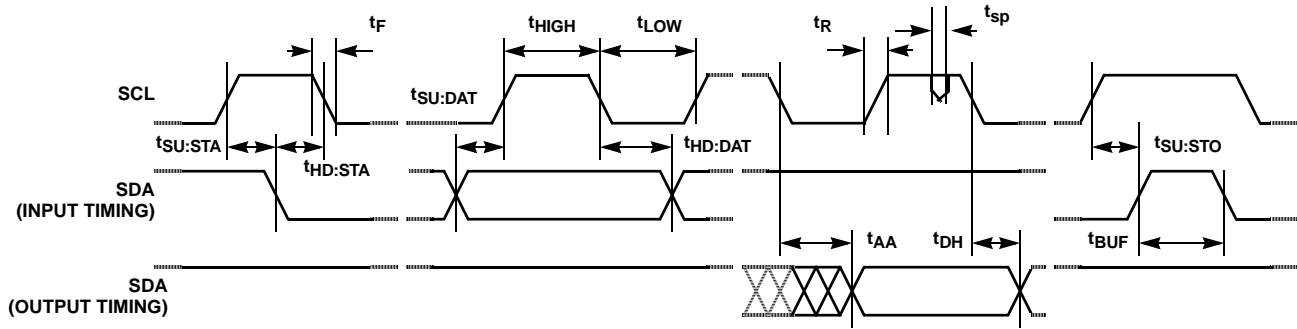 tF
tHIGH
tLOW
tR
tsp
SCL
tSU:DAT
tSU:STA
tHD:STA
tHD:DAT
tSU:STO
SDA
(INPUT TIMING)
tAA
tDH
tBUF
SDA
(OUTPUT TIMING)